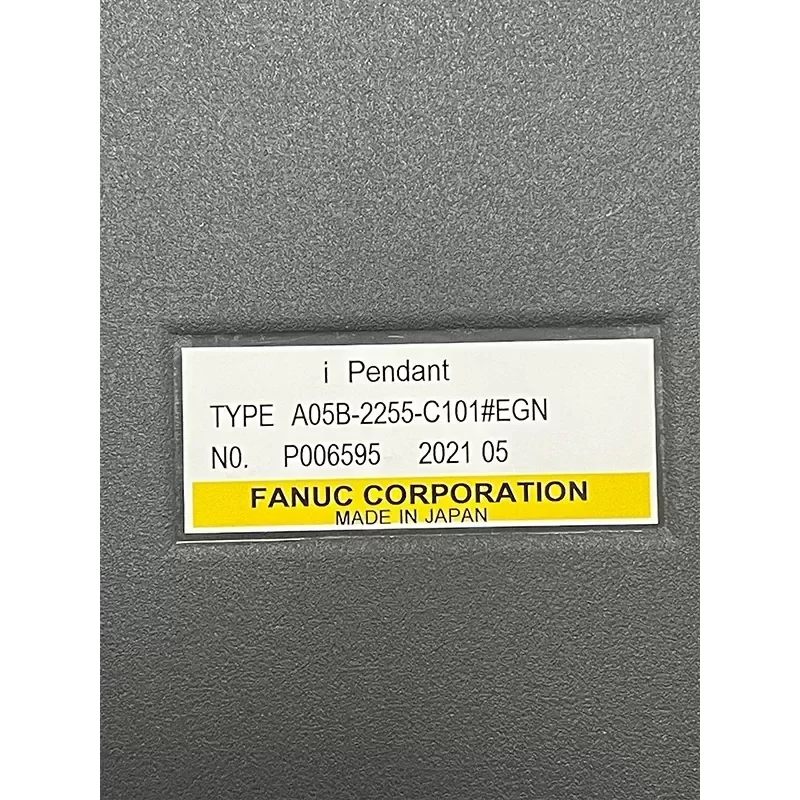 i Pendant
TYPE A05B-2255-C101#EGN
N0. P006595 2021 05
FANUC CORPORATION
MADE IN JAPAN